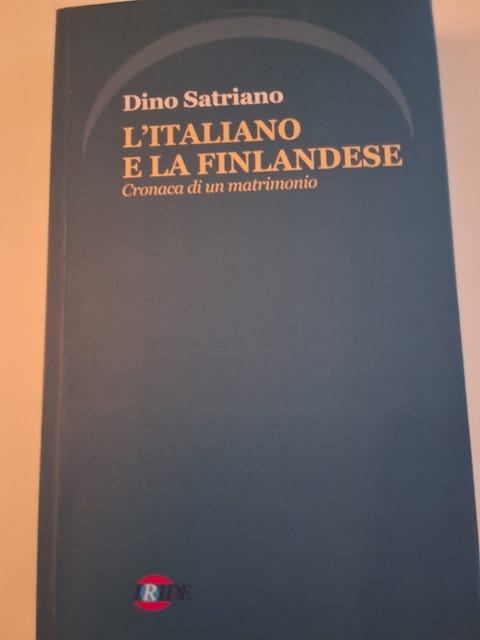 Dino Satriano
L'ITALIANO
E LA FINLANDESE
Cronaca di un matrimonio
IRIDE